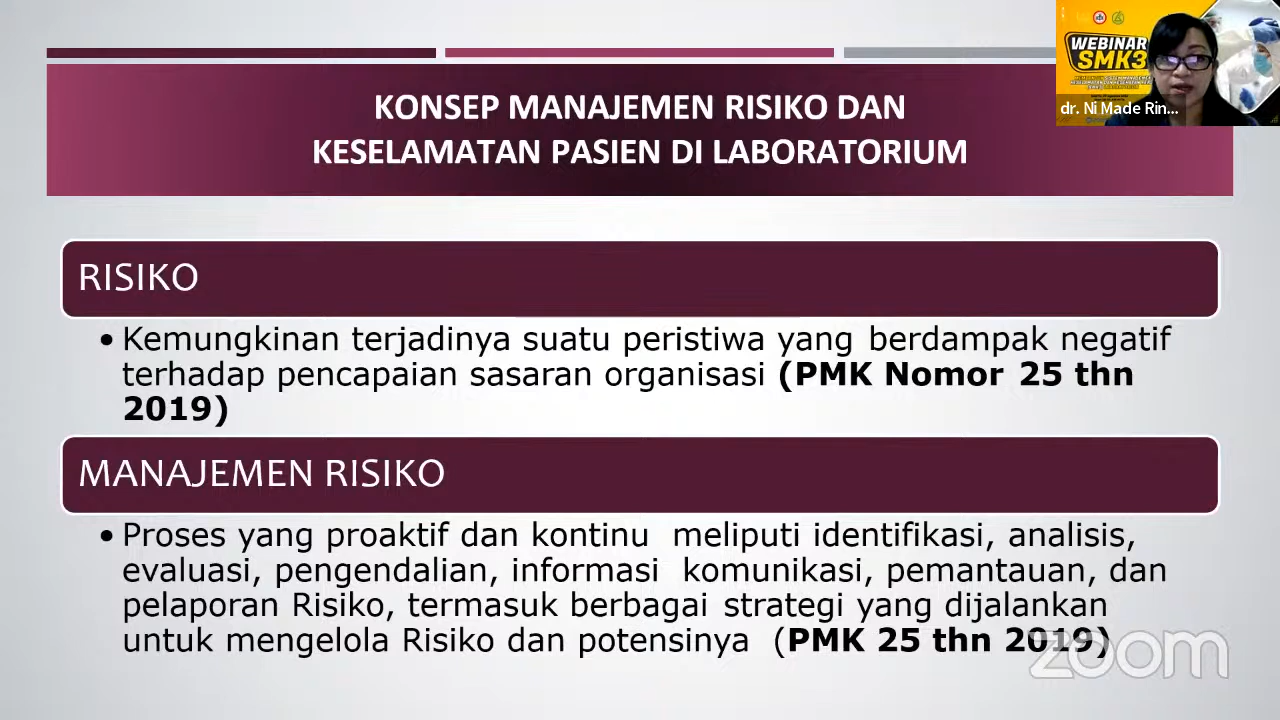 KONSEP MANAJEMEN RISIKO DAN
KESELAMATAN PASIEN DI LABORATORIUM
WEBINAR
SMK3
dr. Ni Made Rin...
RISIKO
• Kemungkinan terjadinya suatu peristiwa yang berdampak negatif
terhadap pencapaian sasaran organisasi (PMK Nomor 25 thn
2019)
MANAJEMEN RISIKO
• Proses yang proaktif dan kontinu meliputi identifikasi, analisis,
evaluasi, pengendalian, informasi komunikasi, pemantauan, dan
pelaporan Risiko, termasuk berbagai strategi yang dijalankan
untuk mengelola Risiko dan potensinya (PMK 25 thn 2019)
zoom